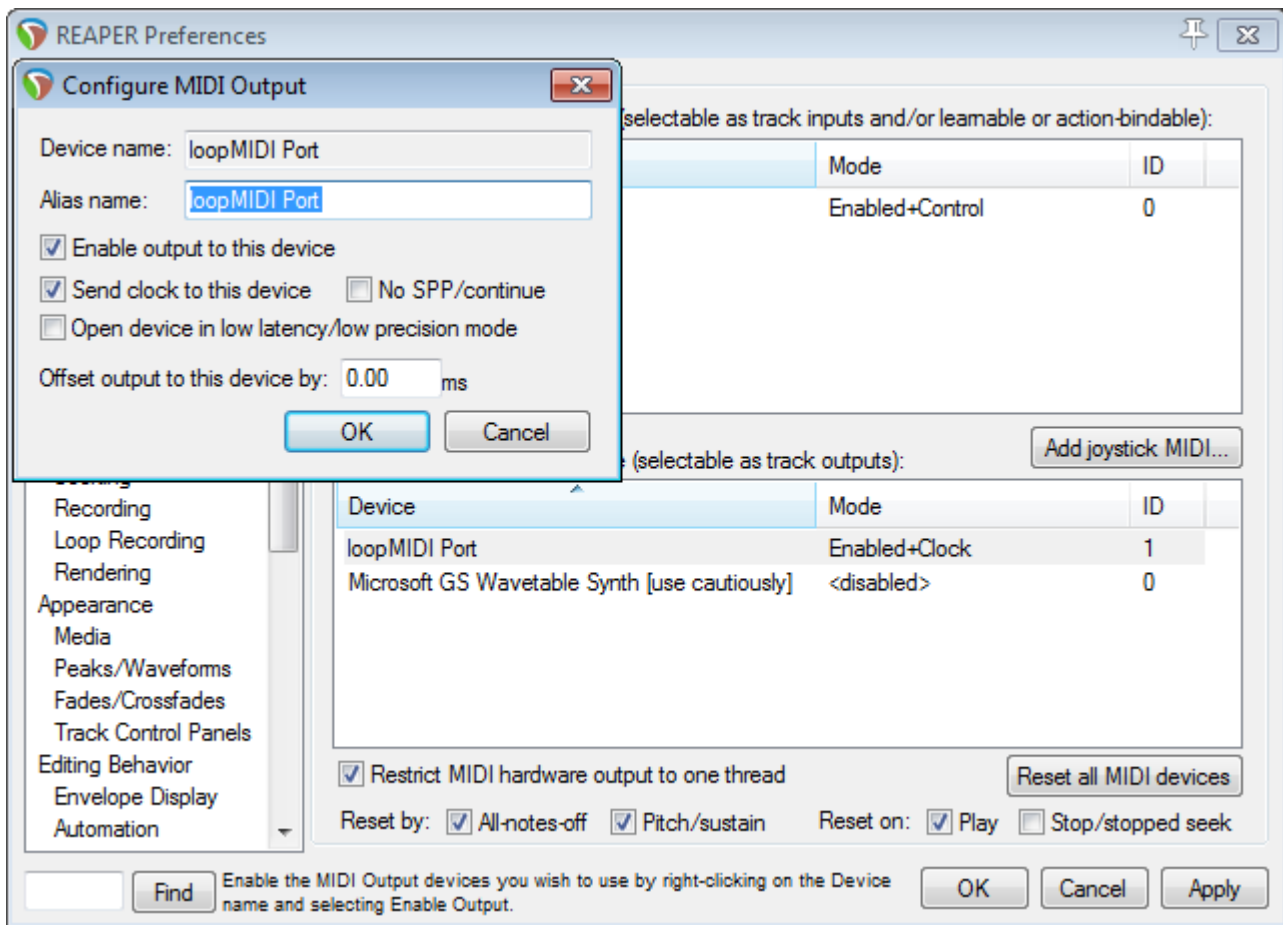 REAPER Preferences
Configure MIDI Output
Device name: loopMIDI Port
Alias name: loopMIDI Port
Enable output to this device
Send clock to this device No SPP/continue
Open device in low latency/low precision mode
Offset output to this device by: 0.00 ms
OK Cancel
(selectable as track inputs and/or learnable or action-bindable):
Mode ID
Enabled+Control 0
Add joystick MIDI...
(selectable as track outputs):
Recording
Loop Recording
Rendering
Appearance
Media
Peaks/Waveforms
Fades/Crossfades
Track Control Panels
Editing Behavior
Envelope Display
Automation
Device Mode ID
loopMIDI Port Enabled+Clock 1
Microsoft GS Wavetable Synth [use cautiously] <disabled> 0
Restrict MIDI hardware output to one thread Reset all MIDI devices
Reset by: All-notes-off Pitch/sustain Reset on: Play Stop/stopped seek
Find
Enable the MIDI Output devices you wish to use by right-clicking on the Device
name and selecting Enable Output.
OK Cancel Apply